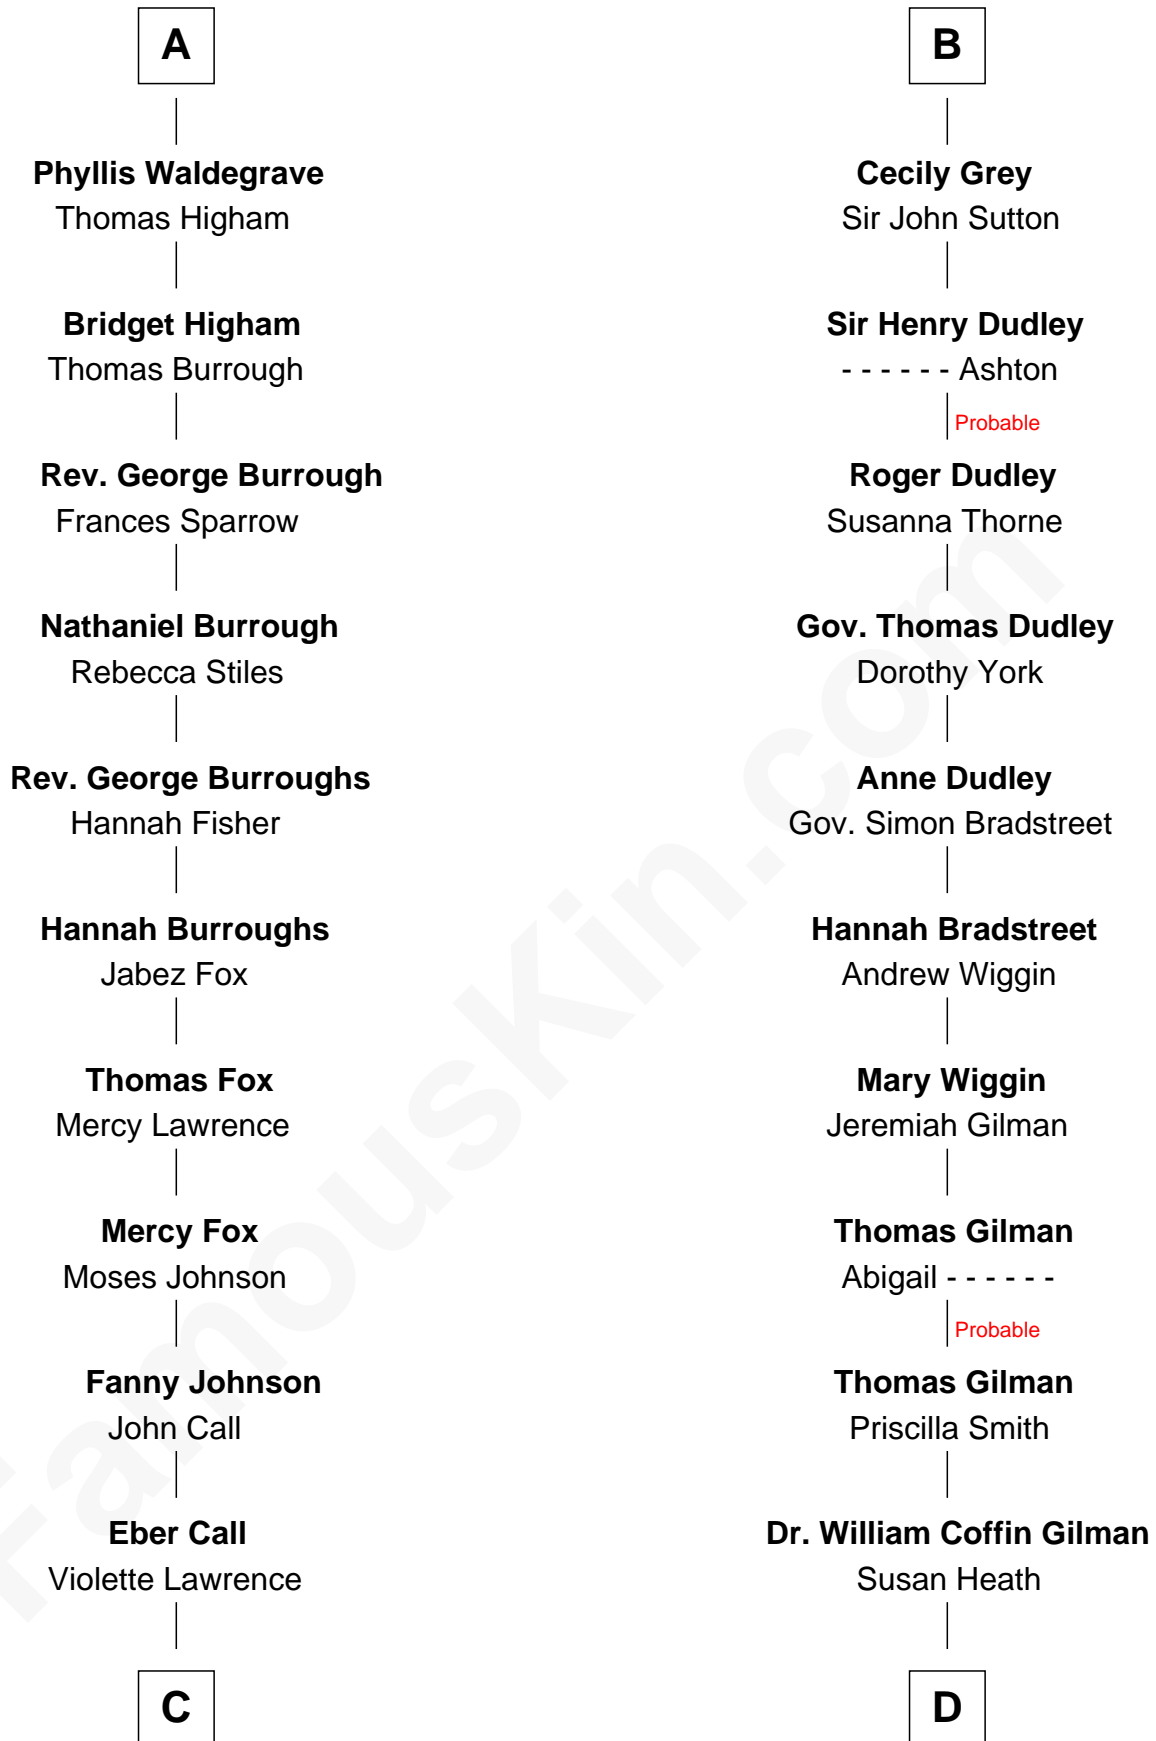 A
Phyllis Waldegrave
Thomas Higham
Bridget Higham
Thomas Burrough
Rev. George Burrough
Frances Sparrow
Nathaniel Burrough
Rebecca Stiles
Rev. George Burroughs
Hannah Fisher
Hannah Burroughs
Jabez Fox
Thomas Fox
Mercy Lawrence
Mercy Fox
Moses Johnson
Fanny Johnson
John Call
Eber Call
Violette Lawrence
C
B
Cecily Grey
Sir John Sutton
Sir Henry Dudley
- - - - - - Ashton
Probable
Roger Dudley
Susanna Thorne
Gov. Thomas Dudley
Dorothy York
Anne Dudley
Gov. Simon Bradstreet
Hannah Bradstreet
Andrew Wiggin
Mary Wiggin
Jeremiah Gilman
Thomas Gilman
Abigail - - - - - -
Probable
Thomas Gilman
Priscilla Smith
Dr. William Coffin Gilman
Susan Heath
D
FamousKin.com